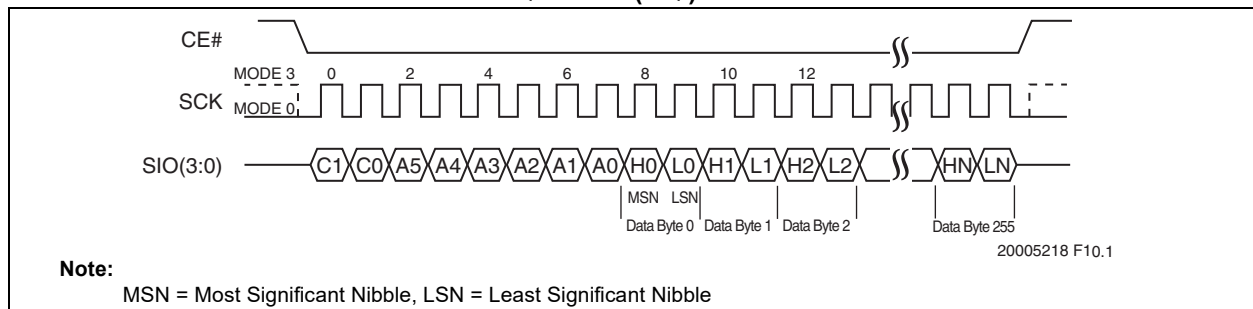 CE#
MODE 3 0 2 4 6 8 10 12
SCK MODE 0
SIO(3:0) C1 C0 A5 A4 A3 A2 A1 A0 H0 L0 H1 L1 H2 L2 HN LN
MSN LSN
Data Byte 0 Data Byte 1 Data Byte 2 Data Byte 255
20005218 F10.1
Note:
MSN = Most Significant Nibble, LSN = Least Significant Nibble